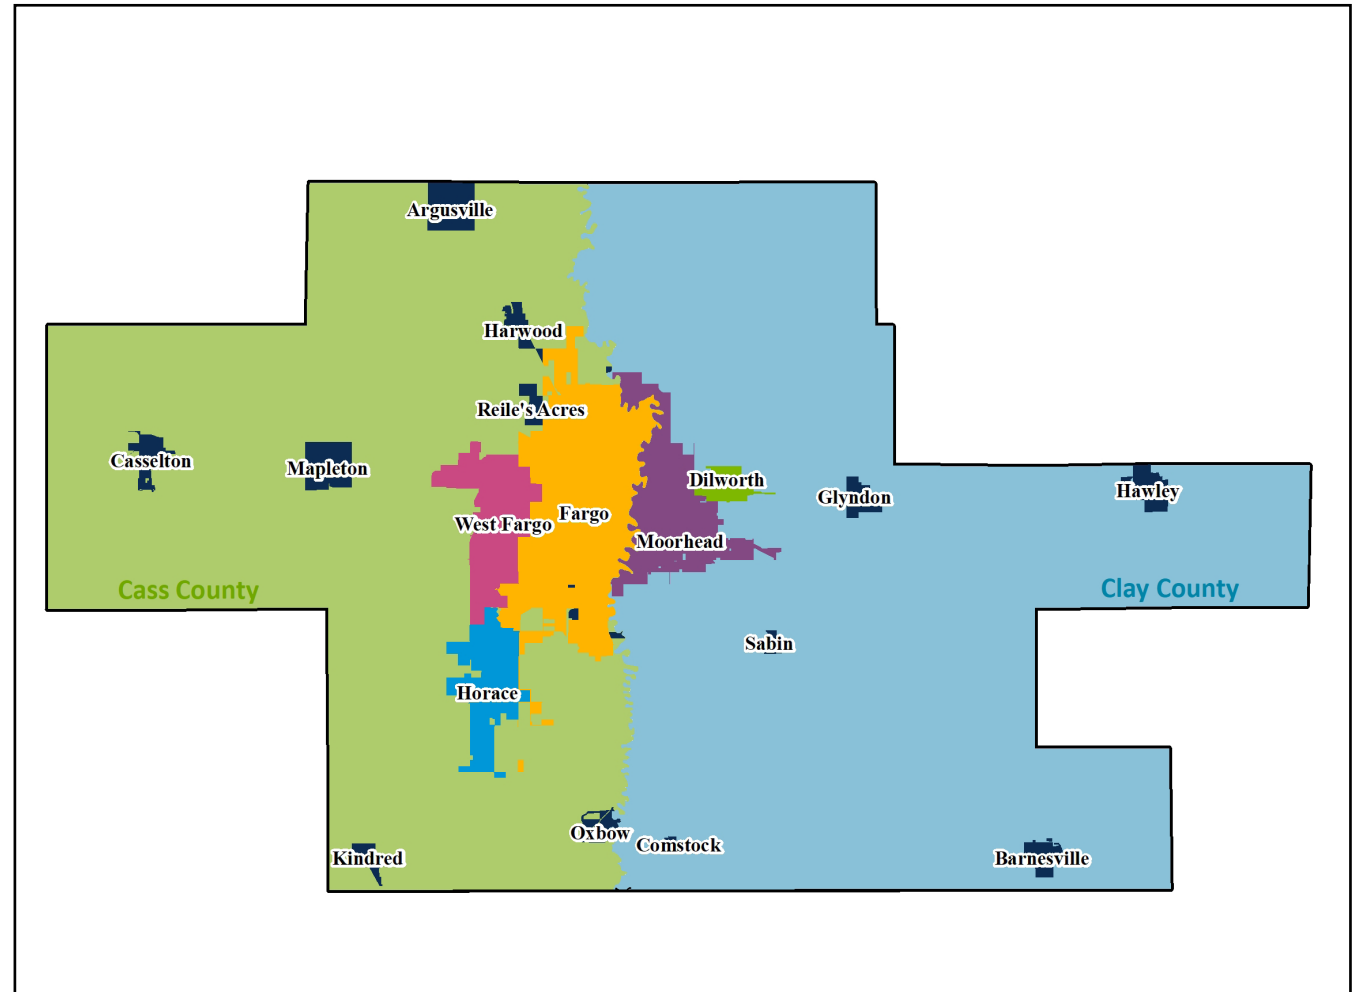 Argusville
Harwood
Reile's Acres
Casselton
Mapleton
Dilworth
Glyndon
Hawley
West Fargo
Fargo
Moorhead
Cass County
Clay County
Sabin
Horace
Oxbow
Comstock
Kindred
Barnesville